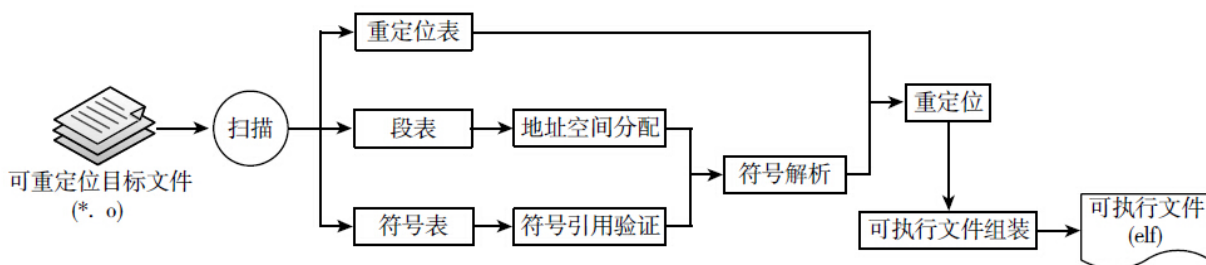 重定位表
重定位
扫描
段表
地址空间分配
符号解析
可重定位目标文件
(*. o)
符号表
符号引用验证
可执行文件组装
可执行文件
(elf)